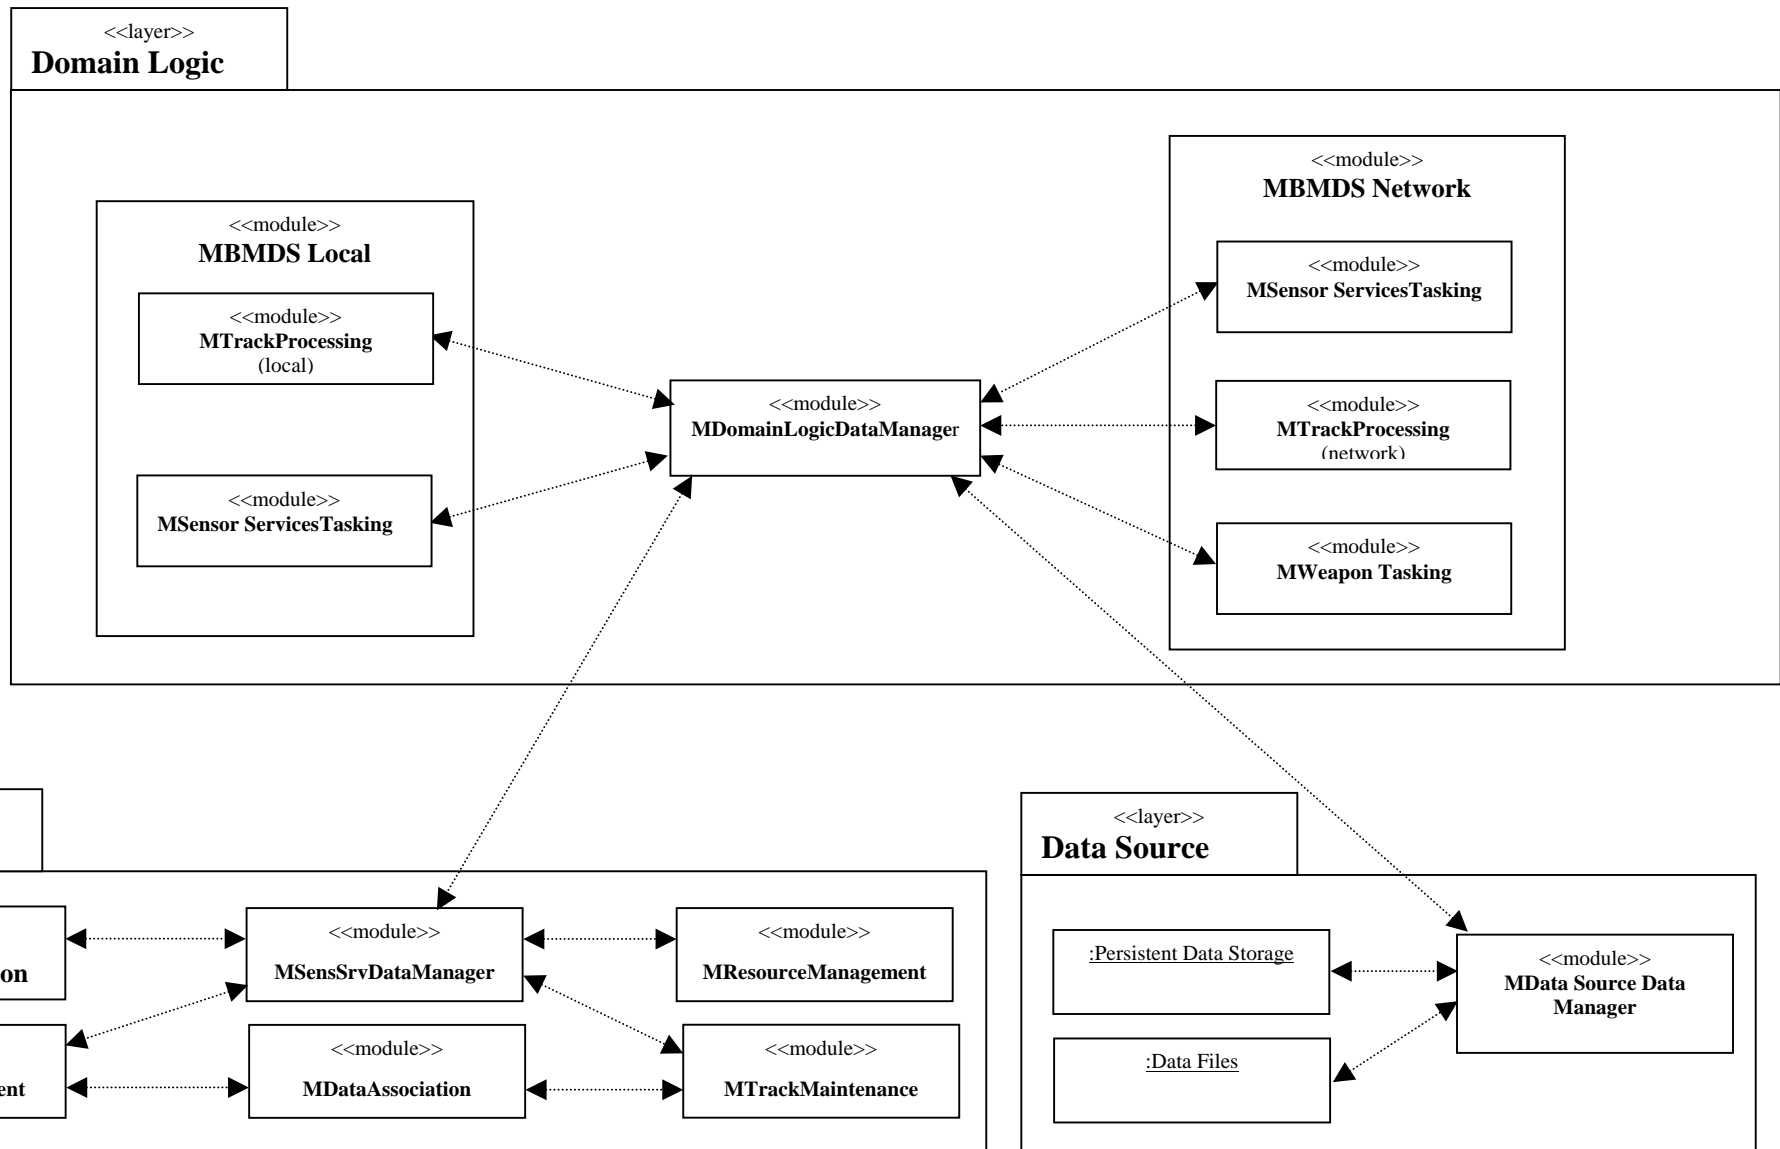 <<layer>>
Domain Logic
<<module>>
MBMDS Local
<<module>>
MTrackProcessing
(local)
<<module>>
MSensor ServicesTasking
<<module>>
MDomainLogicDataManager
<<module>>
MBMDS Network
<<module>>
MSensor ServicesTasking
<<module>>
MTrackProcessing
(network)
<<module>>
MWeapon Tasking
on
ent
<<module>>
MSensSrvDataManager
<<module>>
MResourceManagement
<<module>>
MDataAssociation
<<module>>
MTrackMaintenance
<<layer>>
Data Source
:Persistent Data Storage
:Data Files
<<module>>
MData Source Data
Manager